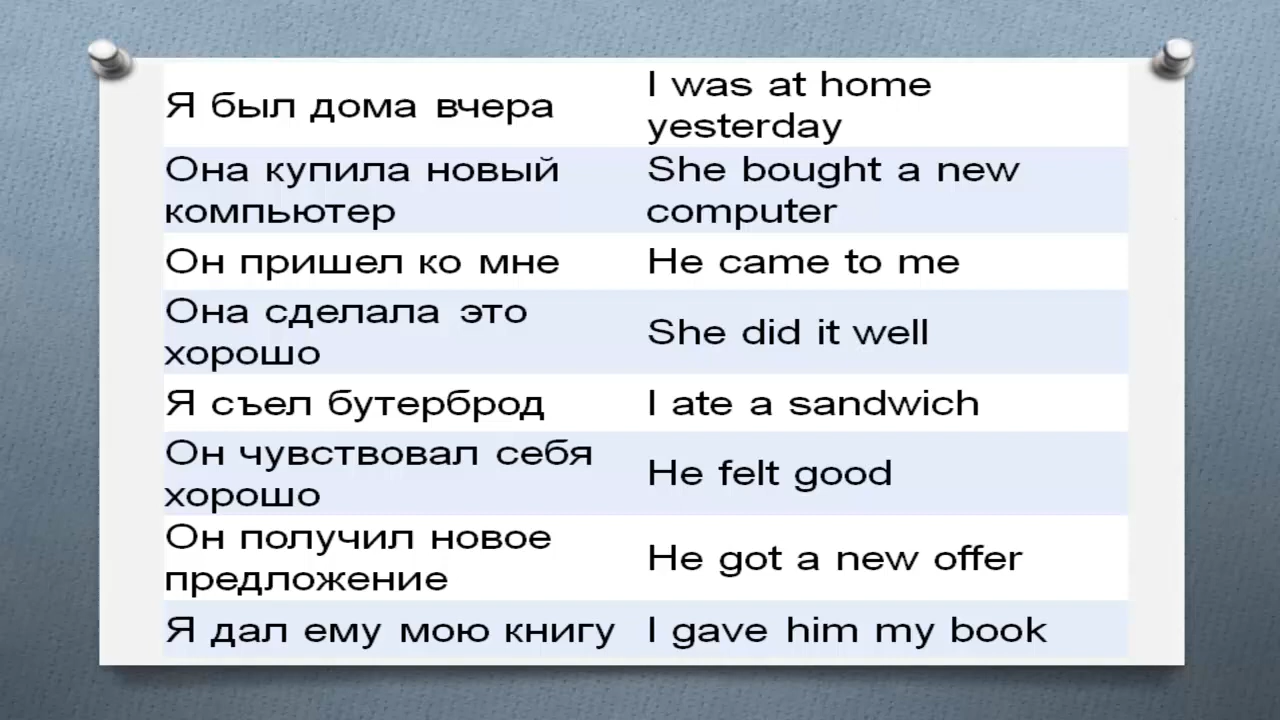 Я был дома вчера
I was at home
yesterday
Она купила новый
компьютер
She bought a new
computer
Он пришел ко мне
He came to me
Она сделала это
хорошо
She did it well
Я съел бутерброд
I ate a sandwich
Он чувствовал себя
хорошо
He felt good
Он получил новое
предложение
He got a new offer
Я дал ему мою книгу
I gave him my book